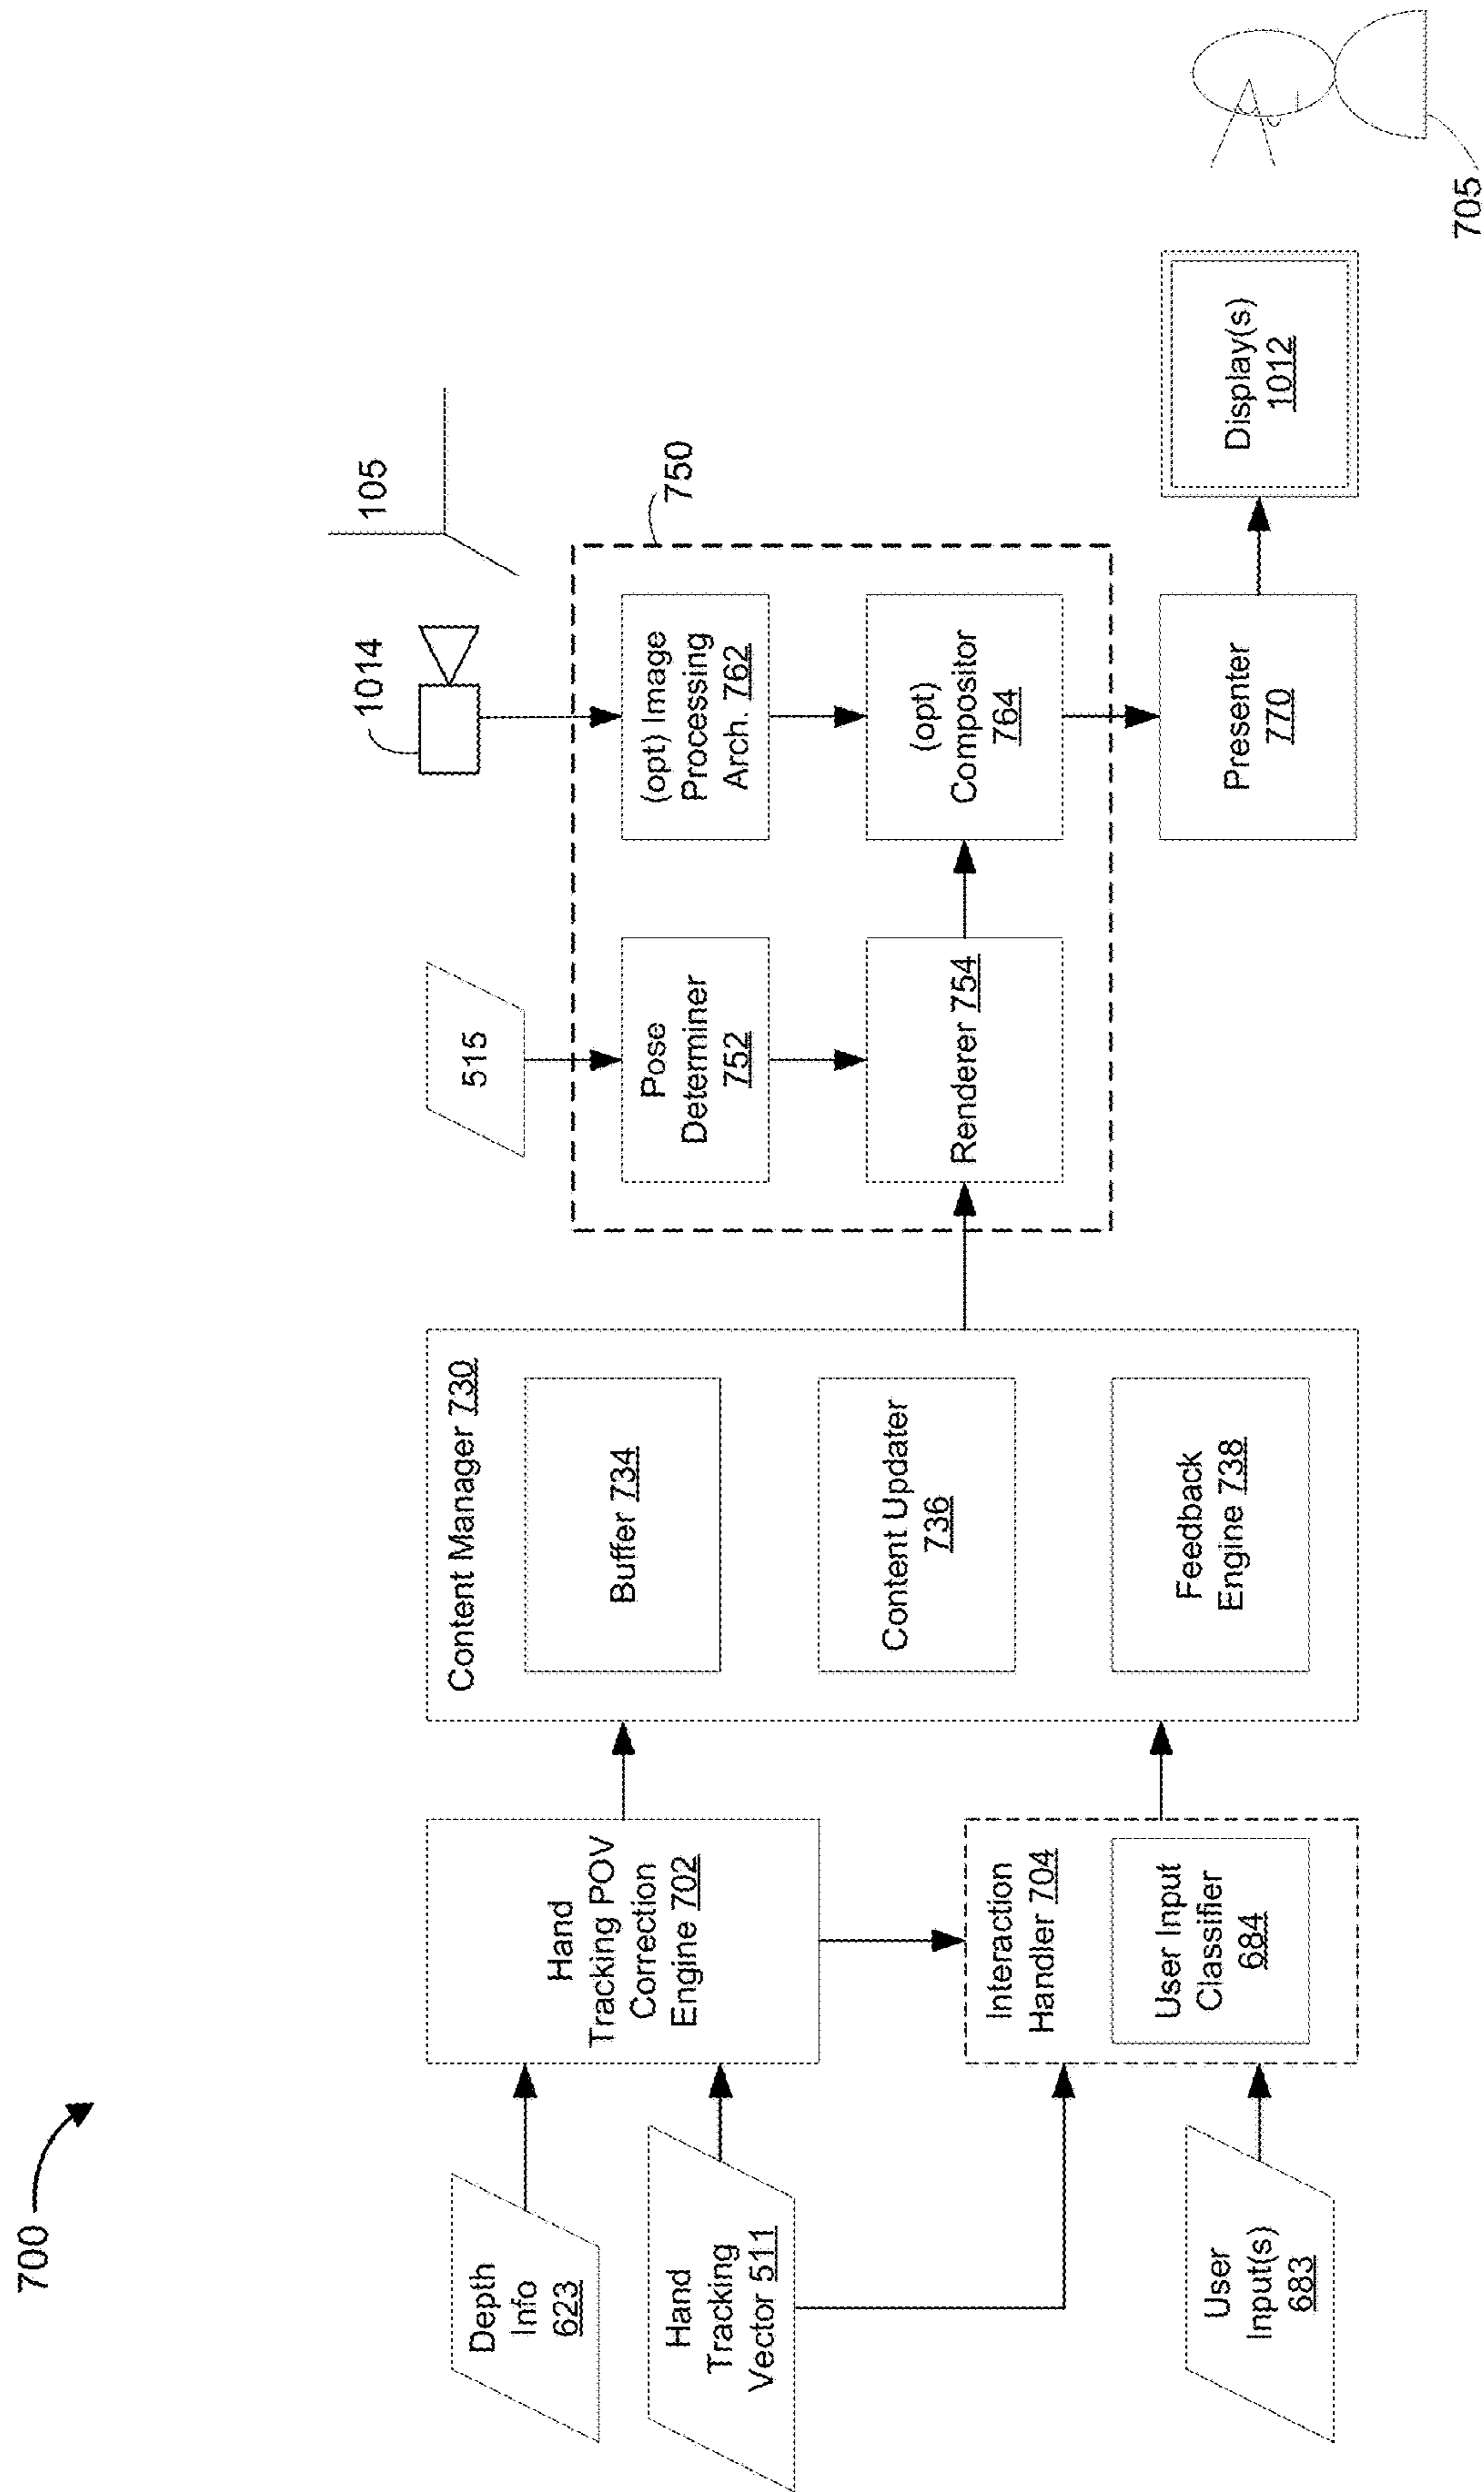 700
Depth
Info
623
Hand
Tracking
Vector 511
User
Input(s)
683
Hand
Tracking POV
Correction
Engine 702
Interaction
Handler 704
User Input
Classifier
684
Content Manager 730
Buffer 734
Content Updater
736
Feedback
Engine 738
515
Pose
Determiner
752
Renderer 754
1014
105
750
(opt) Image
Processing
Arch. 762
(opt)
Compositor
764
Presenter
770
Display(s)
1012
705